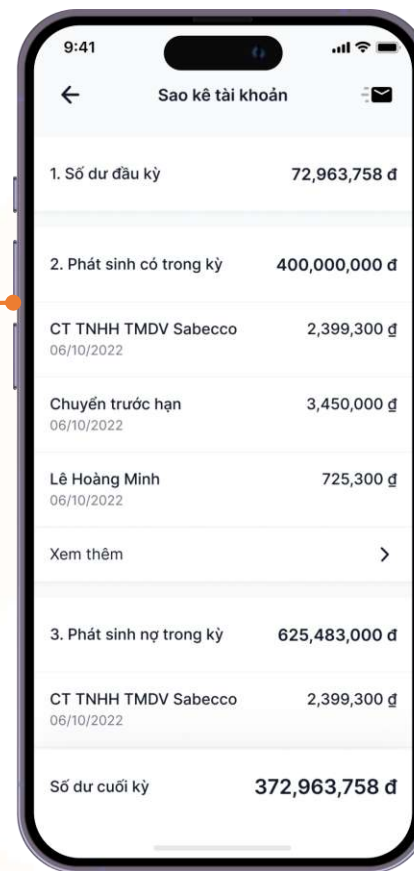 9:41
Sao kê tài khoản
1. Số dư đầu kỳ 72,963,758 đ
2. Phát sinh có trong kỳ 400,000,000 đ
CT TNHH TMDV Sabecco 2,399,300 ₫
06/10/2022
Chuyến trước hạn 3,450,000 ₫
06/10/2022
Lê Hoàng Minh 725,300 ₫
06/10/2022
Xem thêm
3. Phát sinh nợ trong kỳ 625,483,000 đ
CT TNHH TMDV Sabecco 2,399,300 ₫
06/10/2022
Số dư cuối kỳ 372,963,758 đ